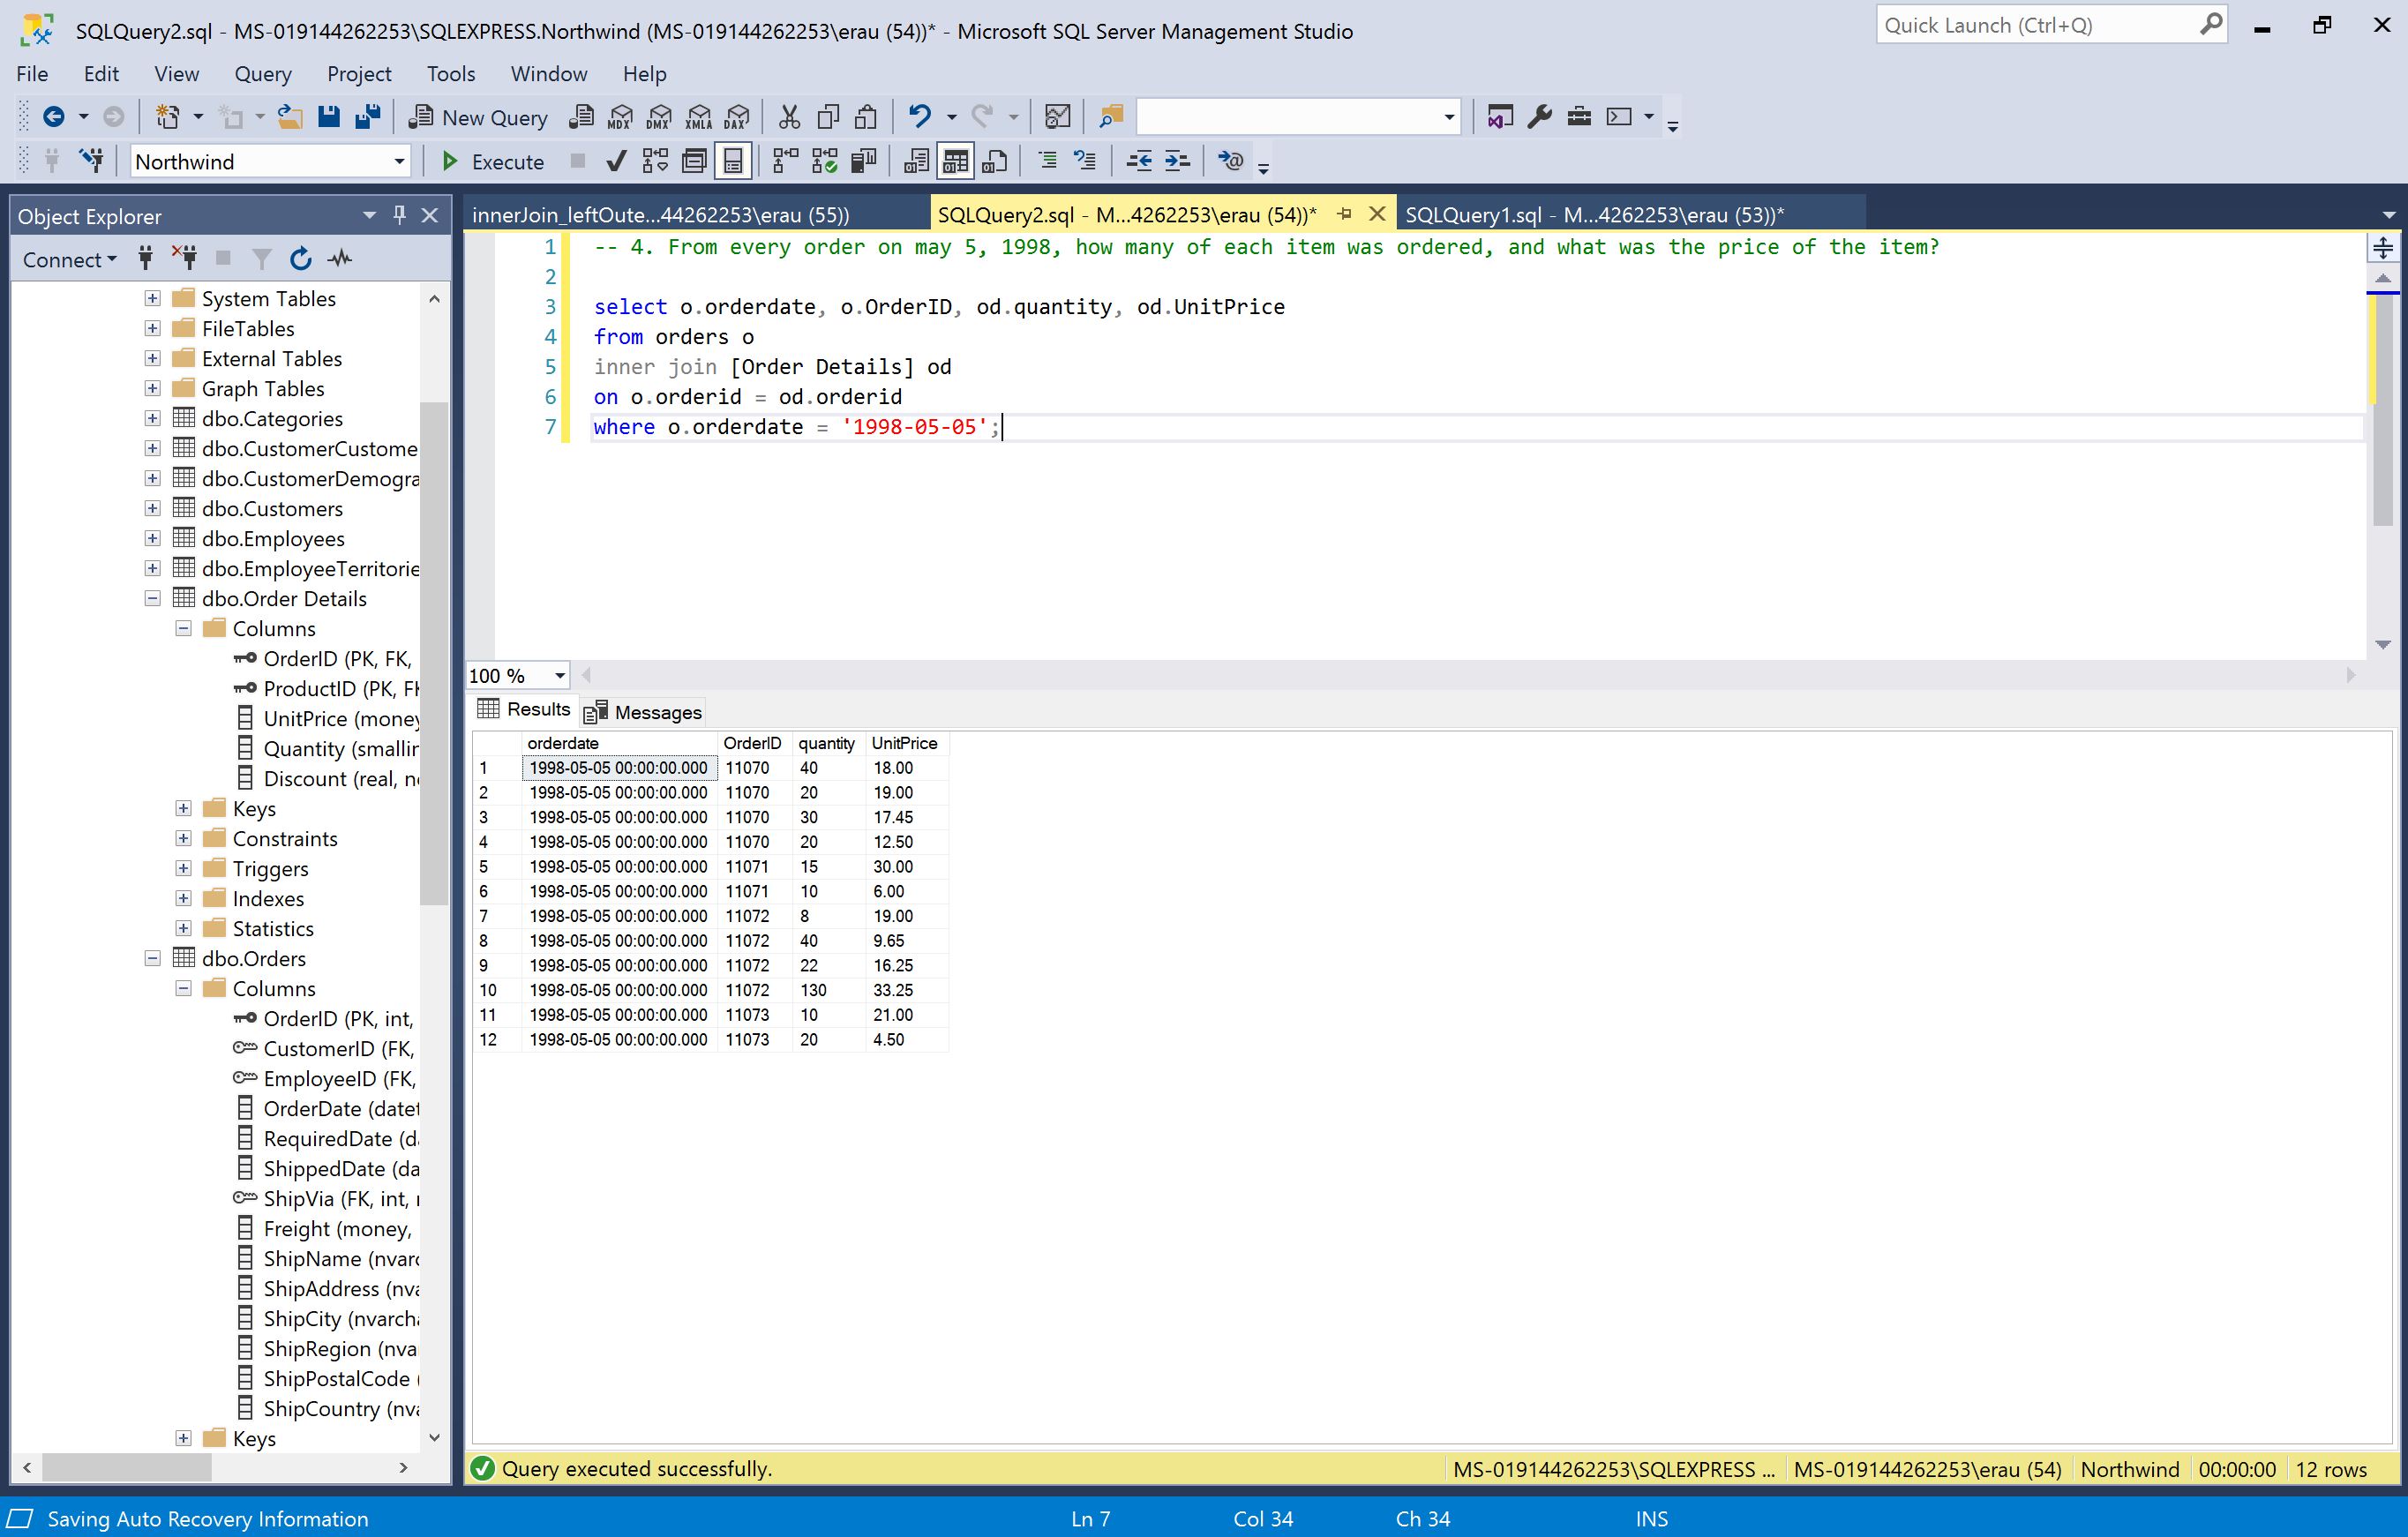 SQLQuery2.sql - MS-019144262253\SQLEXPRESS.Northwind (MS-019144262253\erau (54))* - Microsoft SQL Server Management Studio
Quick Launch (Ctrl+Q)
File Edit View Query Project Tools Window Help
New Query MDX DMX XMLA DAX
Northwind Execute
Object Explorer
Connect
System Tables
FileTables
External Tables
Graph Tables
dbo.Categories
dbo.CustomerCustome
dbo.CustomerDemogra
dbo.Customers
dbo.Employees
dbo.EmployeeTerritorie
dbo.Order Details
Columns
OrderID (PK, FK,
ProductID (PK, FK
UnitPrice (money
Quantity (smallin
Discount (real, no
Keys
Constraints
Triggers
Indexes
Statistics
dbo.Orders
Columns
OrderID (PK, int,
CustomerID (FK,
EmployeeID (FK,
OrderDate (datet
RequiredDate (da
ShippedDate (da
ShipVia (FK, int, n
Freight (money,
ShipName (nvarc
ShipAddress (nva
ShipCity (nvarcha
ShipRegion (nva
ShipPostalCode (
ShipCountry (nva
Keys
innerJoin_leftOute...44262253\erau (55)) SQLQuery2.sql - M...4262253\erau (54))* SQLQuery1.sql - M...4262253\erau (53))*
1 -- 4. From every order on may 5, 1998, how many of each item was ordered, and what was the price of the item?
2
3 select o.orderdate, o.OrderID, od.quantity, od.UnitPrice
4 from orders o
5 inner join [Order Details] od
6 on o.orderid = od.orderid
7 where o.orderdate = '1998-05-05';
100 %
Results Messages
orderdate OrderID quantity UnitPrice
1 1998-05-05 00:00:00.000 11070 40 18.00
2 1998-05-05 00:00:00.000 11070 20 19.00
3 1998-05-05 00:00:00.000 11070 30 17.45
4 1998-05-05 00:00:00.000 11070 20 12.50
5 1998-05-05 00:00:00.000 11071 15 30.00
6 1998-05-05 00:00:00.000 11071 10 6.00
7 1998-05-05 00:00:00.000 11072 8 19.00
8 1998-05-05 00:00:00.000 11072 40 9.65
9 1998-05-05 00:00:00.000 11072 22 16.25
10 1998-05-05 00:00:00.000 11072 130 33.25
11 1998-05-05 00:00:00.000 11073 10 21.00
12 1998-05-05 00:00:00.000 11073 20 4.50
Query executed successfully. MS-019144262253\SQLEXPRESS ... MS-019144262253\erau (54) Northwind 00:00:00 12 rows
Saving Auto Recovery Information Ln 7 Col 34 Ch 34 INS